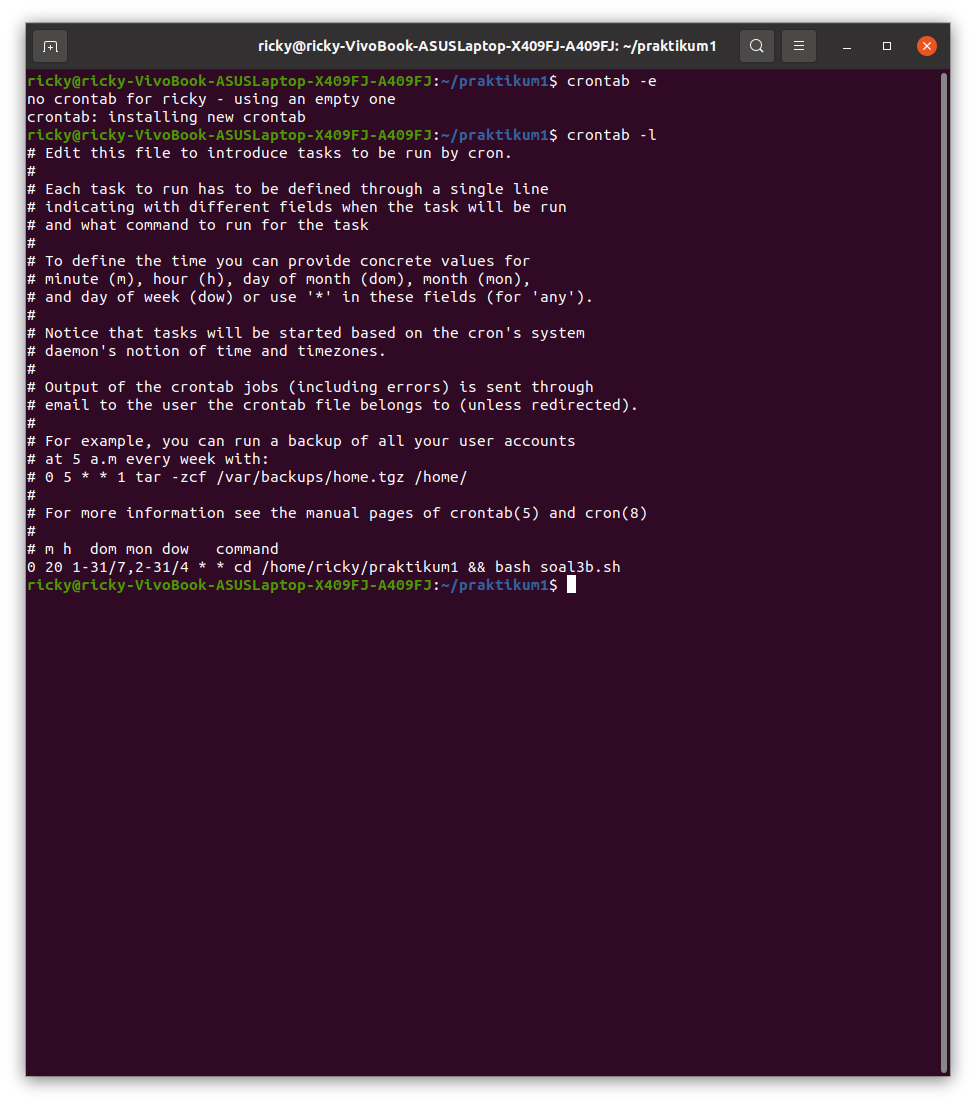 ricky@ricky-VivoBook-ASUSLaptop-X409FJ-A409FJ: ~/praktikum1
ricky@ricky-VivoBook-ASUSLaptop-X409FJ-A409FJ:~/praktikum1$ crontab -e
no crontab for ricky - using an empty one
crontab: installing new crontab
ricky@ricky-VivoBook-ASUSLaptop-X409FJ-A409FJ:~/praktikum1$ crontab -l
# Edit this file to introduce tasks to be run by cron.
#
# Each task to run has to be defined through a single line
# indicating with different fields when the task will be run
# and what command to run for the task
#
# To define the time you can provide concrete values for
# minute (m), hour (h), day of month (dom), month (mon),
# and day of week (dow) or use '*' in these fields (for 'any').
#
# Notice that tasks will be started based on the cron's system
# daemon's notion of time and timezones.
#
# Output of the crontab jobs (including errors) is sent through
# email to the user the crontab file belongs to (unless redirected).
#
# For example, you can run a backup of all your user accounts
# at 5 a.m every week with:
# 0 5 * * 1 tar -zcf /var/backups/home.tgz /home/
#
# For more information see the manual pages of crontab(5) and cron(8)
#
# m h  dom mon dow   command
0 20 1-31/7,2-31/4 * * cd /home/ricky/praktikum1 && bash soal3b.sh
ricky@ricky-VivoBook-ASUSLaptop-X409FJ-A409FJ:~/praktikum1$